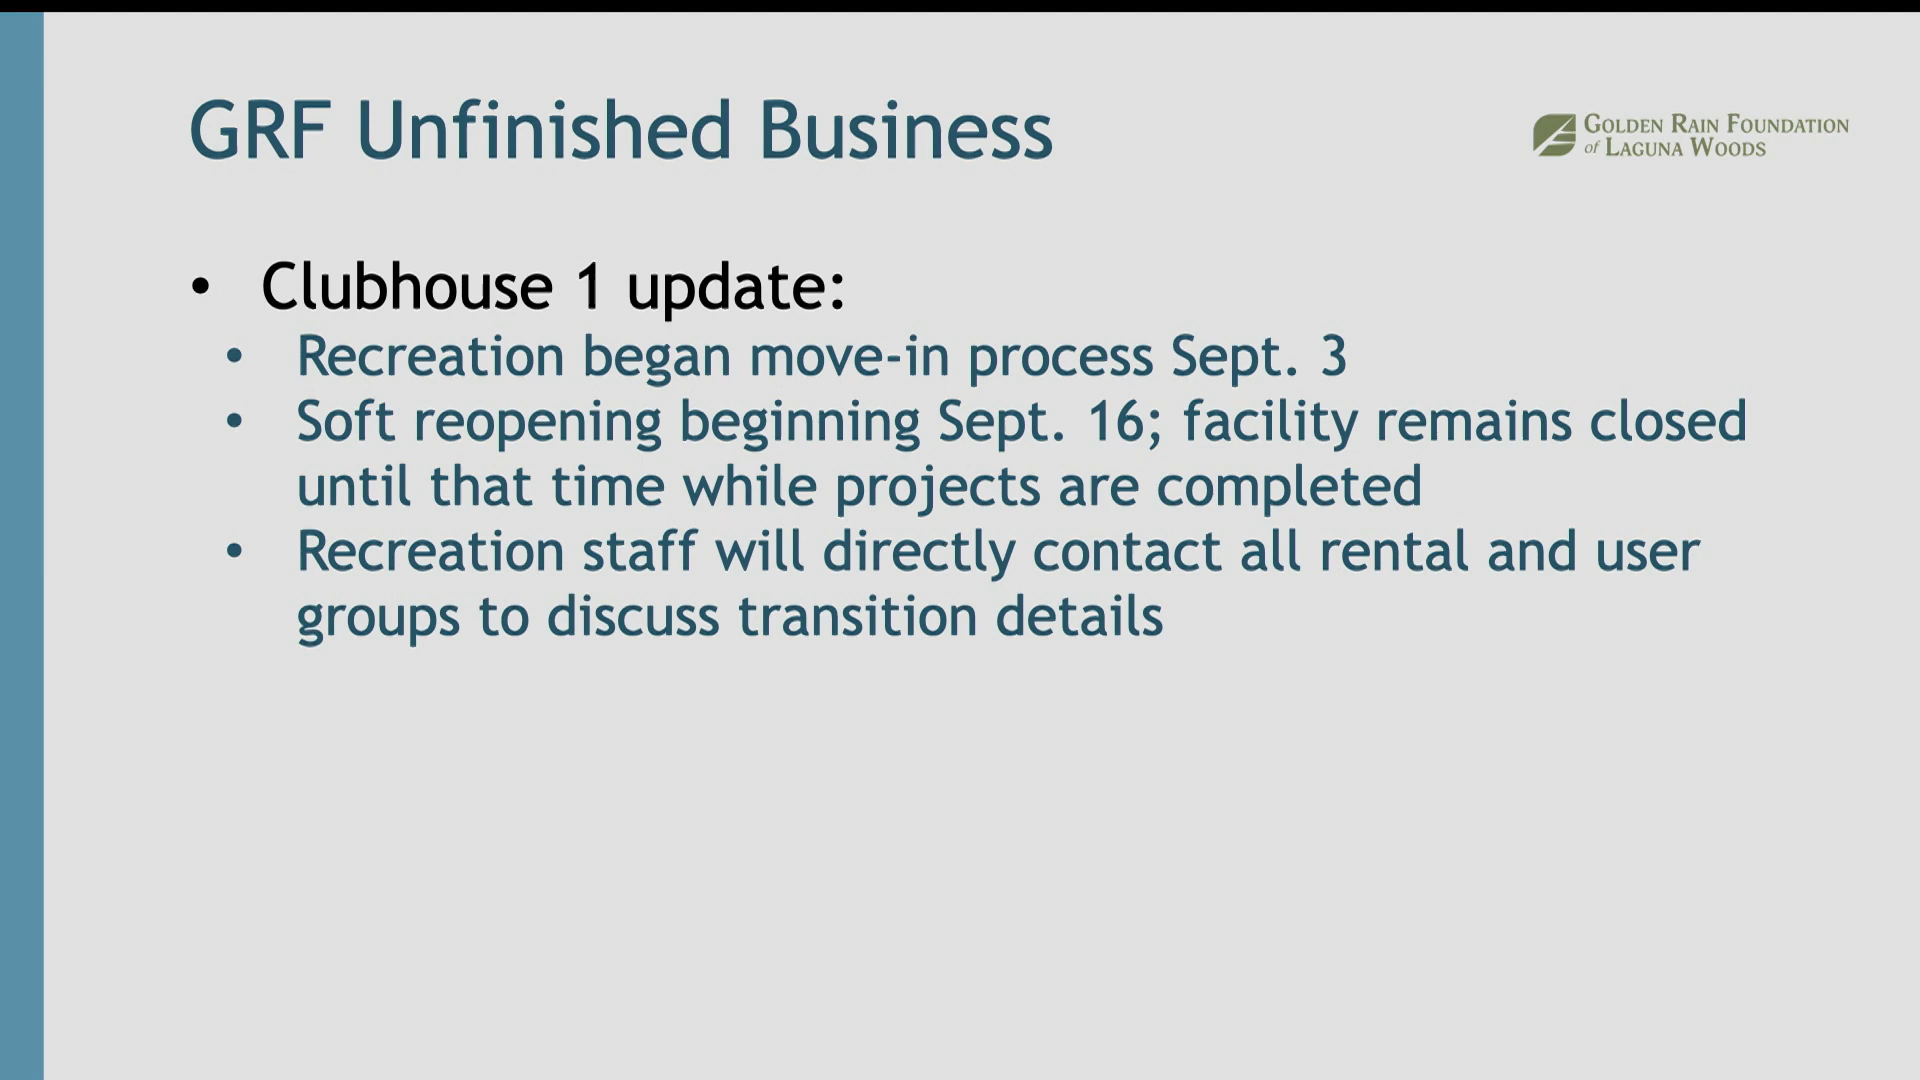 GRF Unfinished Business
GOLDEN RAIN FOUNDATION
of LAGUNA WOODS
• Clubhouse 1 update:
• Recreation began move-in process Sept. 3
• Soft reopening beginning Sept. 16; facility remains closed
until that time while projects are completed
• Recreation staff will directly contact all rental and user
groups to discuss transition details